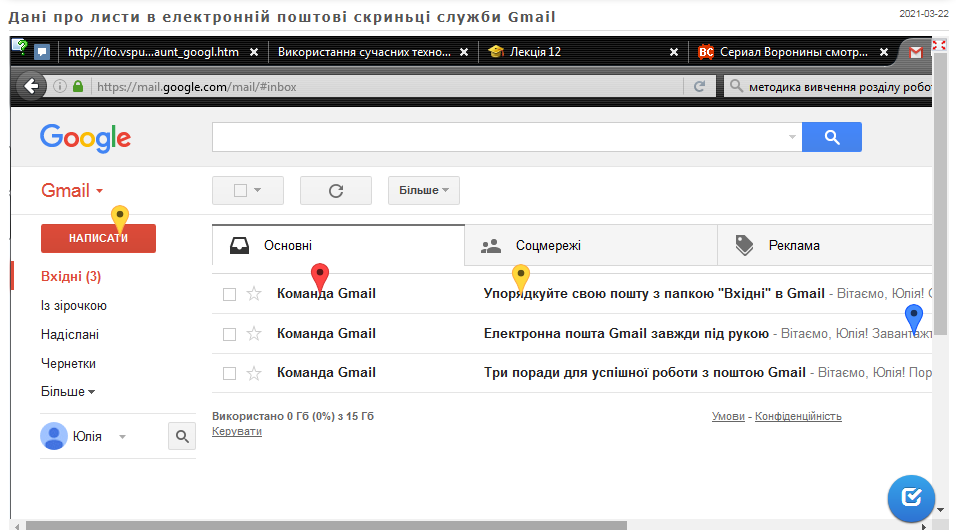 Дані про листи в електронній поштові скриньці служби Gmail
2021-03-22
http://ito.vspu...aunt_googl.htm
Використання сучасних техно...
Лекція 12
Сериал Воронины смотр...
https://mail.google.com/mail/#inbox
методика вивчення розділу робо
Google
Gmail
Більше
НАПИСАТИ
Основні
Соцмережі
Реклама
Вхідні (3)
Із зірочкою
Надіслані
Чернетки
Більше
Юлія
Команда Gmail Упорядкуйте свою пошту з папкою "Вхідні" в Gmail - Вітаємо, Юлія!
Команда Gmail Електронна пошта Gmail завжди під рукою - Вітаємо, Юлія! Завантажт
Команда Gmail Три поради для успішної роботи з поштою Gmail - Вітаємо, Юлія! Пор
Використано 0 Гб (0%) з 15 Гб
Керувати
Умови - Конфіденційність